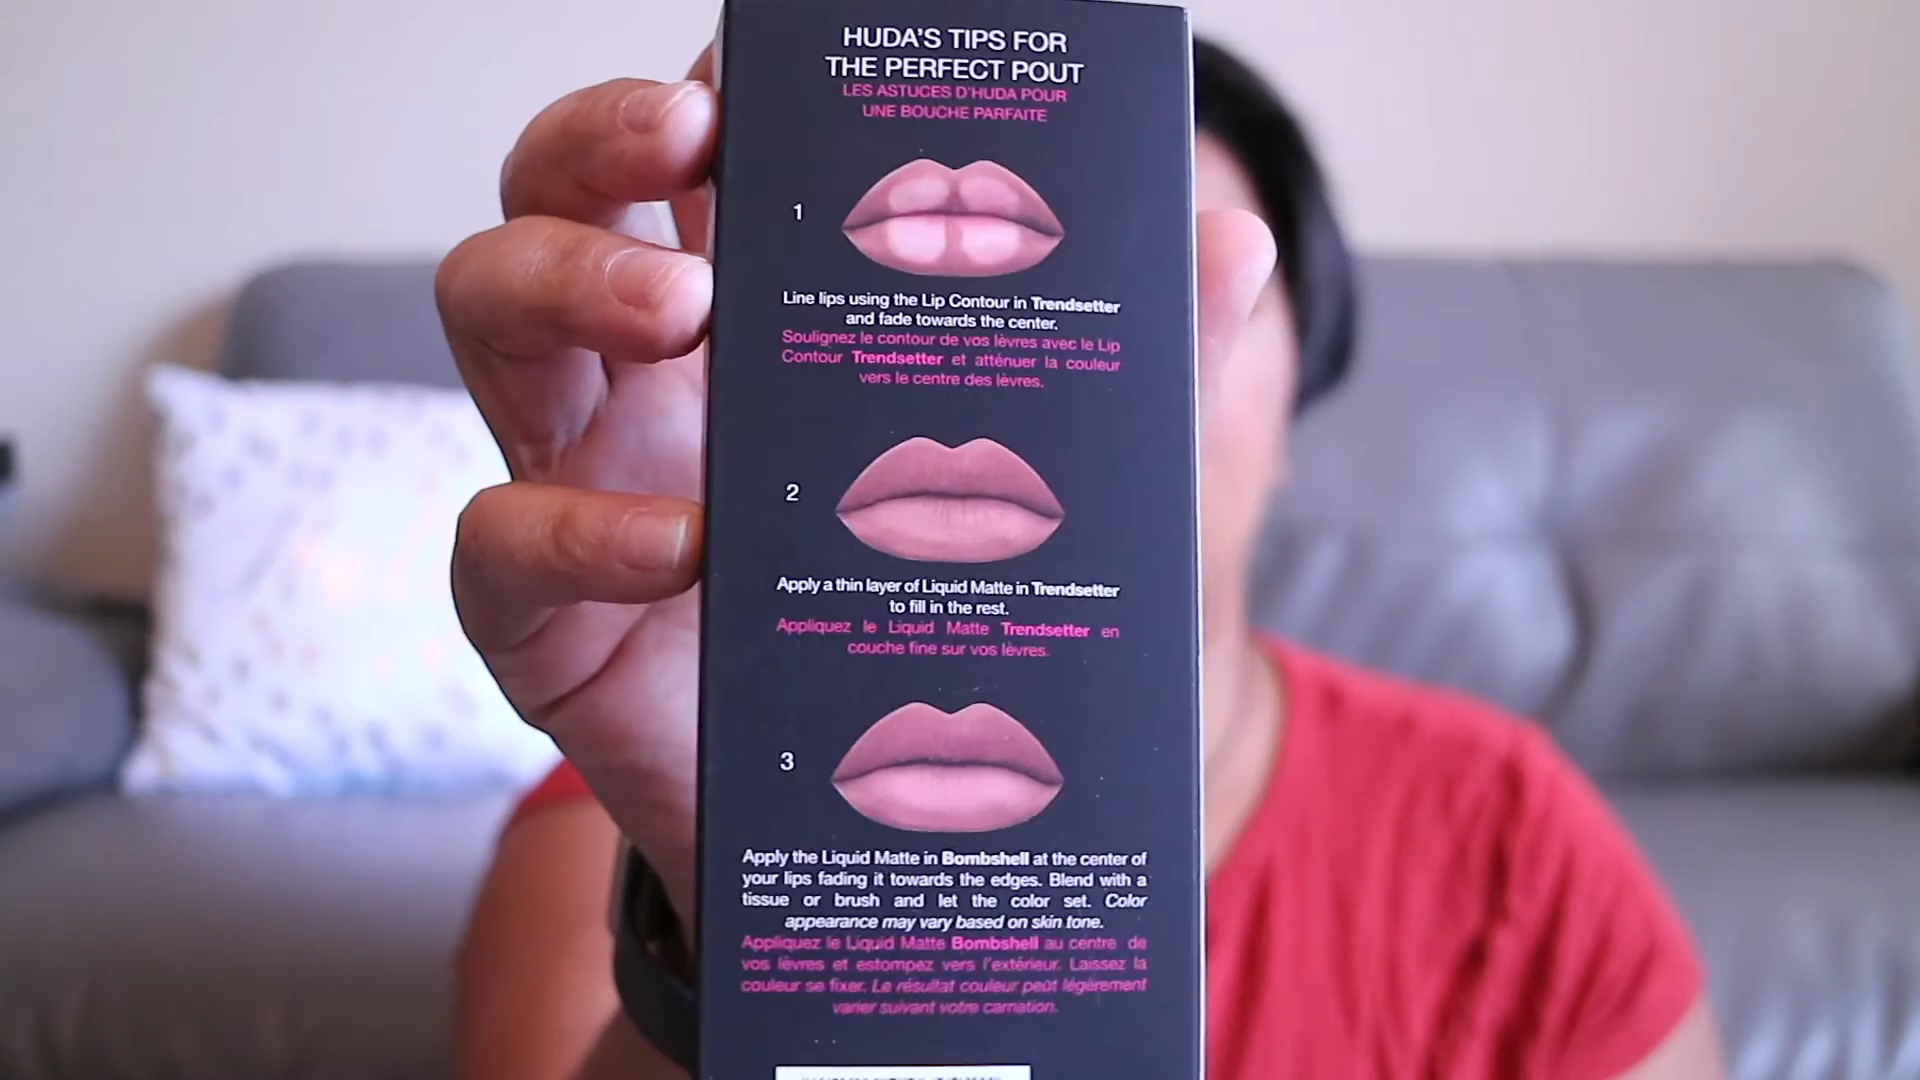 HUDA'S TIPS FOR
THE PERFECT POUT
LES ASTUCES D'HUDA POUR
UNE BOUCHE PARFAITE
1
Line lips using the Lip Contour in Trendsetter
and fade towards the center.
Soulignez le contour de vos lèvres avec le Lip
Contour Trendsetter et atténuer la couleur
vers le centre des lèvres.
2
Apply a thin layer of Liquid Matte in Trendsetter
to fill in the rest.
Appliquez le Liquid Matte Trendsetter en
couche fine sur vos lèvres.
3
Apply the Liquid Matte in Bombshell at the center of
your lips fading it towards the edges. Blend with a
tissue or brush and let the color set. Color
appearance may vary based on skin tone.
Appliquez le Liquid Matte Bombshell au centre de
vos lèvres et estompez vers l'extérieur. Laissez la
couleur se fixer. Le résultat couleur peut légèrement
varier suivant votre carnation.